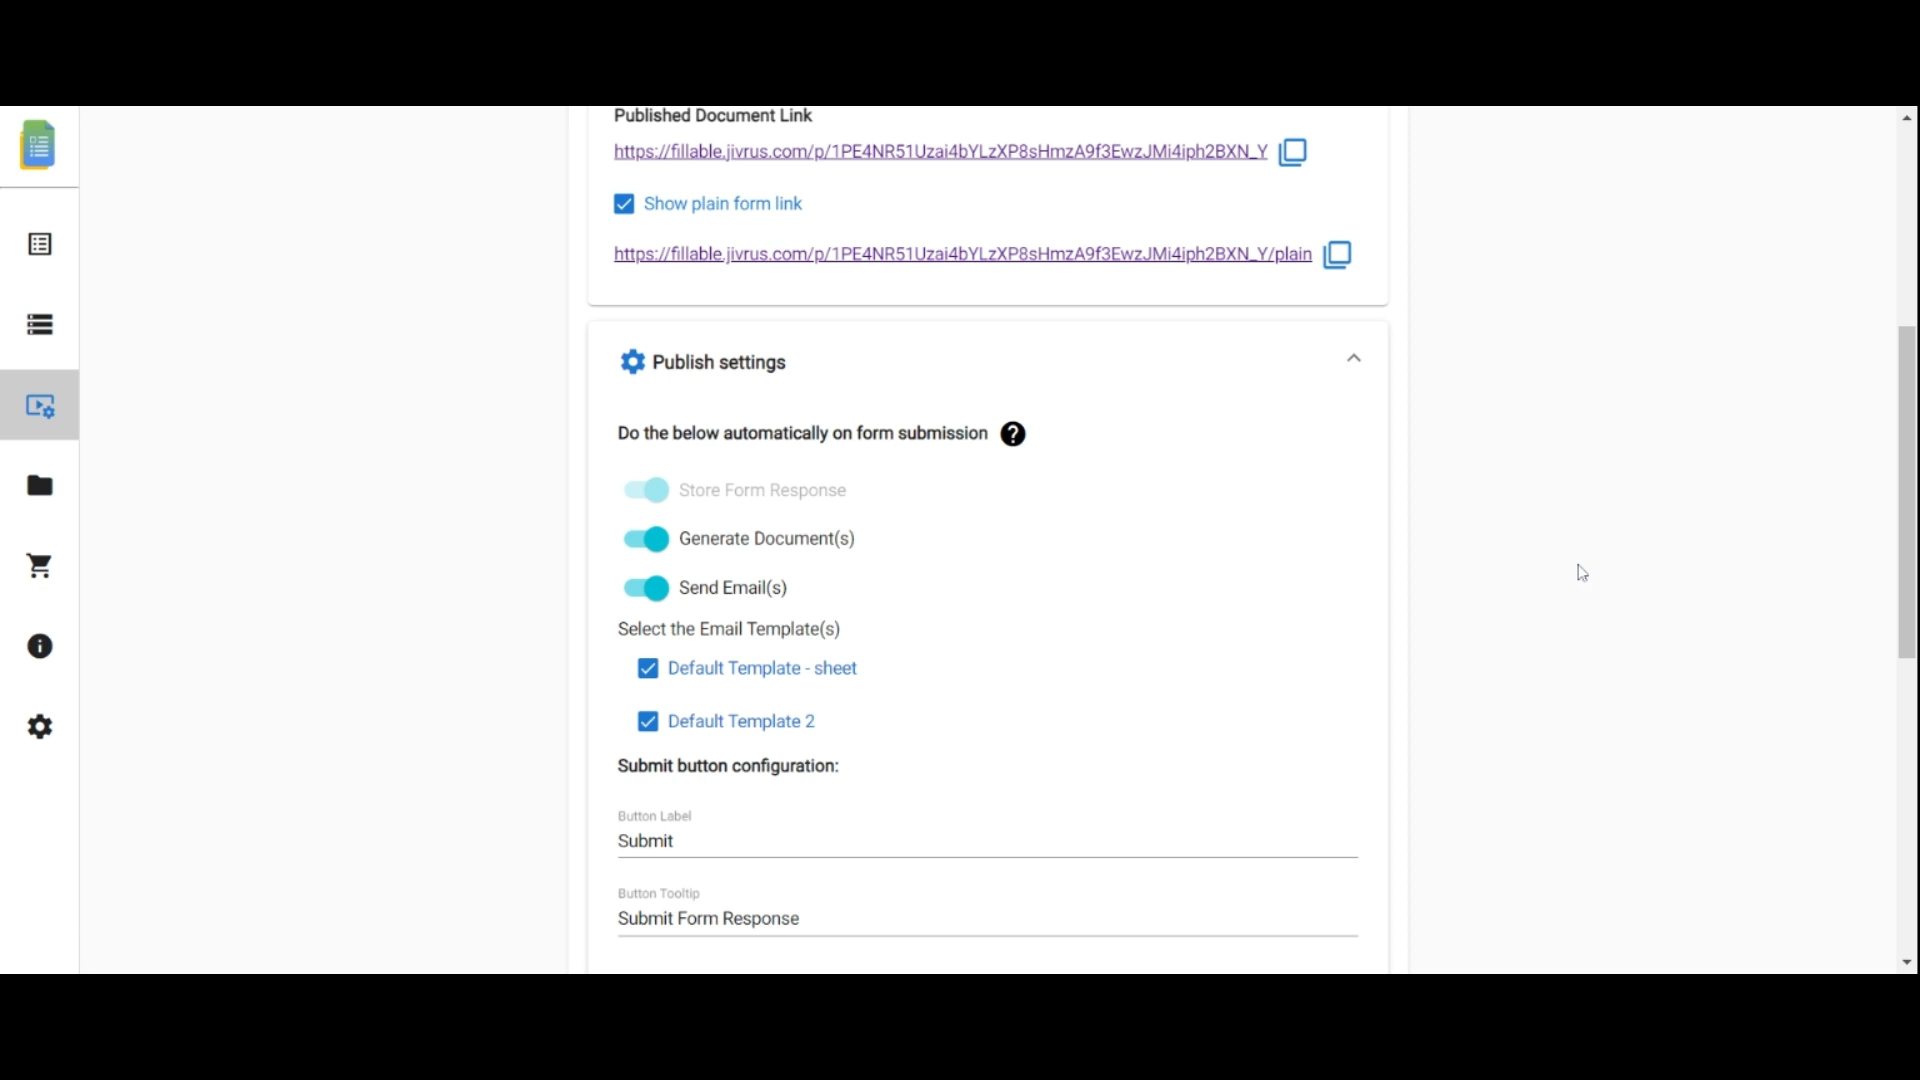 Published Document Link
https://fillable.jivrus.com/p/1PE4NR51Uzai4bYLzXP8sHmzA9f3EwzJMi4iph2BXN_Y
Show plain form link
https://fillable.jivrus.com/p/1PE4NR51Uzai4bYLzXP8sHmzA9f3EwzJMi4iph2BXN_Y/plain
Publish settings
Do the below automatically on form submission ?
Store Form Response
Generate Document(s)
Send Email(s)
Select the Email Template(s)
Default Template - sheet
Default Template 2
Submit button configuration:
Button Label
Submit
Button Tooltip
Submit Form Response